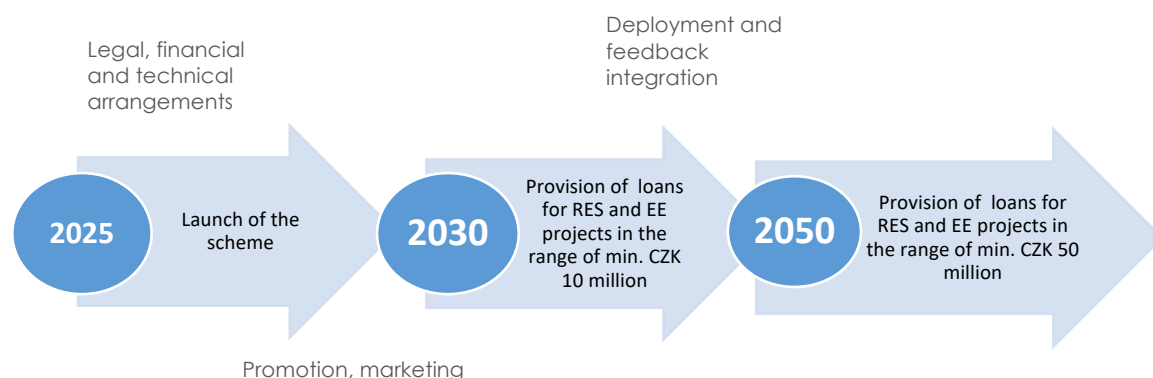 Deployment and
feedback
integration
Legal, financial
and technical
arrangements
2025
Launch of the
scheme
2030
Provision of loans
for RES and EE
projects in the
range of min. CZK
10 million
2050
Provision of loans for
RES and EE projects in
the range of min. CZK 50
million
Promotion, marketing